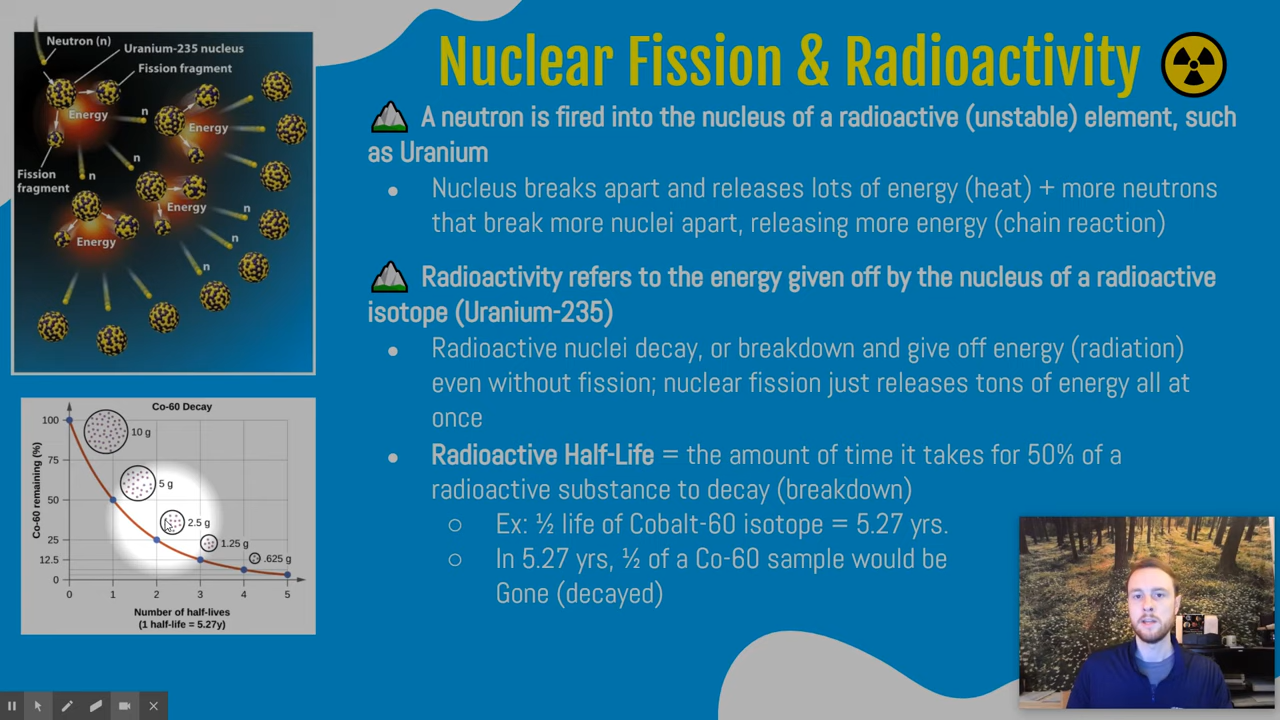 Nuclear Fission & Radioactivity
A neutron is fired into the nucleus of a radioactive (unstable) element, such
as Uranium
Nucleus breaks apart and releases lots of energy (heat) + more neutrons
that break more nuclei apart, releasing more energy (chain reaction)
Radioactivity refers to the energy given off by the nucleus of a radioactive
isotope (Uranium-235)
Radioactive nuclei decay, or breakdown and give off energy (radiation)
even without fission; nuclear fission just releases tons of energy all at
once
Radioactive Half-Life = the amount of time it takes for 50% of a
radioactive substance to decay (breakdown)
Ex: ½ life of Cobalt-60 isotope = 5.27 yrs.
In 5.27 yrs, ½ of a Co-60 sample would be
Gone (decayed)
Neutron (n)
Uranium-235 nucleus
Fission fragment
Energy
n
Energy
n
Fission
fragment
n
Energy
n
Energy
n
n
Co-60 Decay
Co-60 remaining (%)
100
75
50
25
12.5
0
10 g
5 g
2.5 g
1.25 g
.625 g
0 1 2 3 4 5
Number of half-lives
(1 half-life = 5.27y)